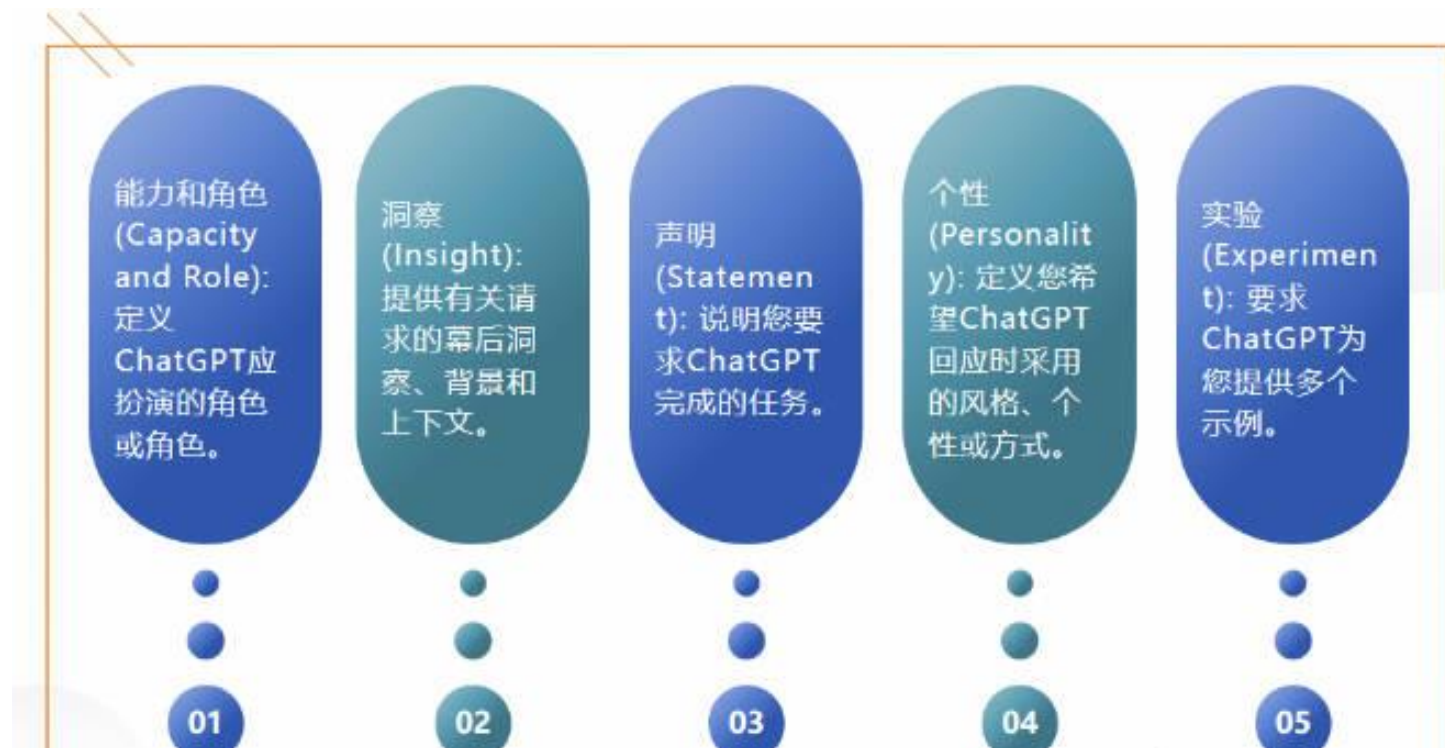 能力和角色
(Capacity
and Role):
定义
ChatGPT应
扮演的角色
或角色。
洞察
(Insight):
提供有关请
求的幕后洞
察、背景和
上下文。
声明
(Statemen
t): 说明您要
求ChatGPT
完成的任务。
个性
(Personalit
y): 定义您希
望ChatGPT
回应时采用
的风格、个
性或方式。
实验
(Experimen
t): 要求
ChatGPT为
您提供多个
示例。
01
02
03
04
05